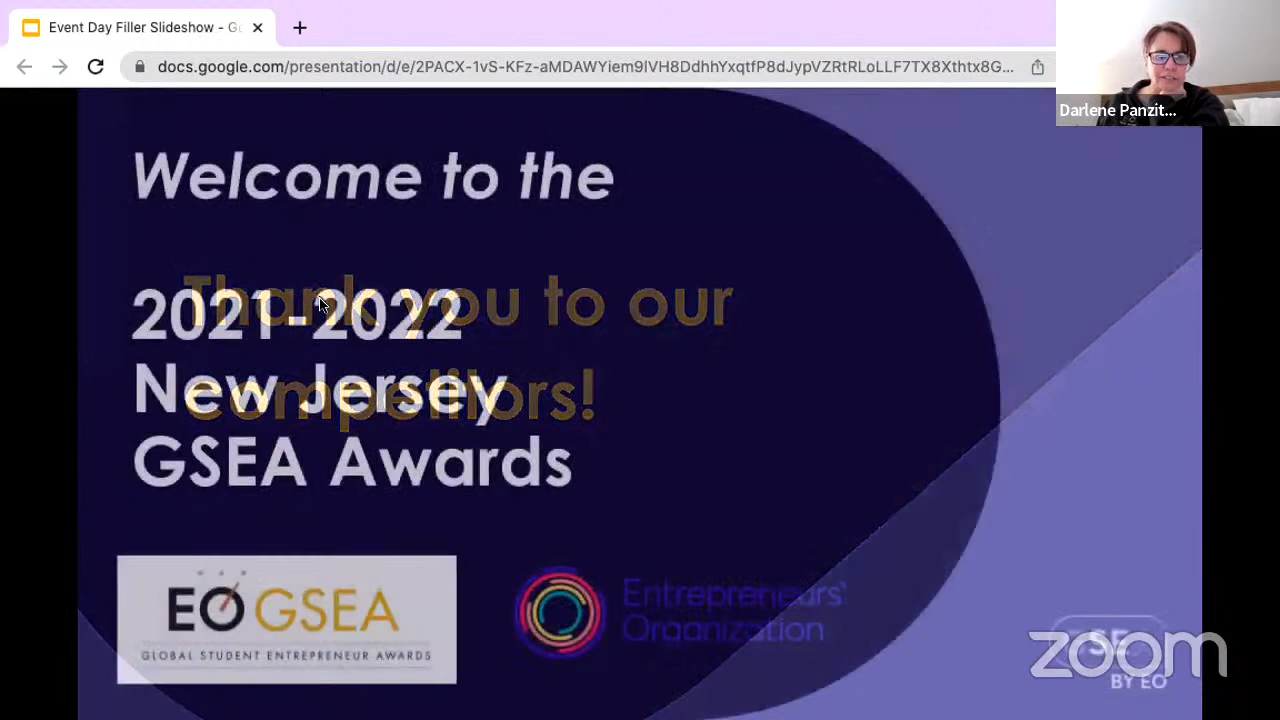 Event Day Filler Slideshow - G
docs.google.com/presentation/d/e/2PACX-1vS-KFz-aMDAWYiem9lVH8DdhhYxqtfP8dJypVZRtRLoLLF7TX8Xthtx8G...
Darlene Panzit...
Welcome to the
Thank you to our
2021-2022
New Jersey
competitors!
GSEA Awards
EO GSEA
GLOBAL STUDENT ENTREPRENEUR AWARDS
Entrepreneurs'
Organization
SE
zoom
BY EO